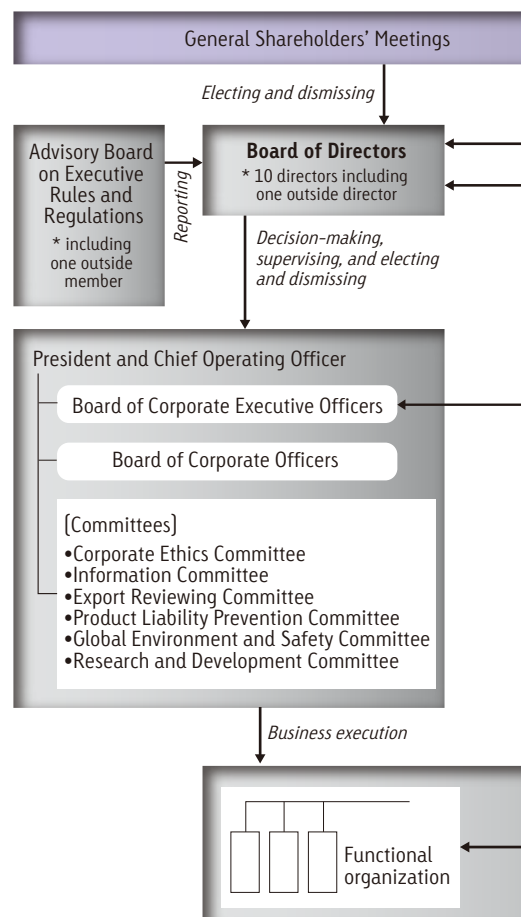 General Shareholders’ Meetings
Electing and dismissing
Advisory Board
on Executive
Rules and
Regulations
* including
one outside
member
Reporting
Board of Directors
* 10 directors including
one outside director
Decision-making,
supervising, and electing
and dismissing
President and Chief Operating Officer
Board of Corporate Executive Officers
Board of Corporate Officers
(Committees)
•Corporate Ethics Committee
•Information Committee
•Export Reviewing Committee
•Product Liability Prevention Committee
•Global Environment and Safety Committee
•Research and Development Committee
Business execution
Functional
organization